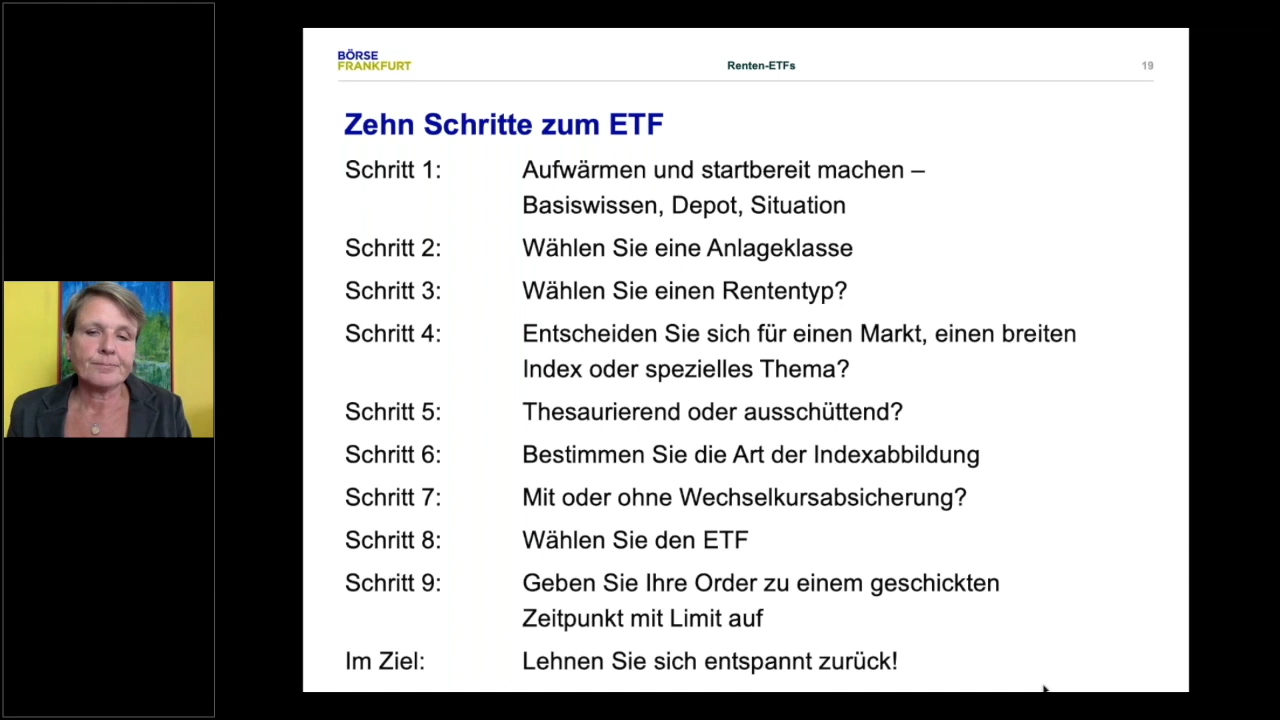 BÖRSE
FRANKFURT
Renten-ETFs
19
Zehn Schritte zum ETF
Schritt 1: Aufwärmen und startbereit machen –
Basiswissen, Depot, Situation
Schritt 2: Wählen Sie eine Anlageklasse
Schritt 3: Wählen Sie einen Rententyp?
Schritt 4: Entscheiden Sie sich für einen Markt, einen breiten
Index oder spezielles Thema?
Schritt 5: Thesaurierend oder ausschüttend?
Schritt 6: Bestimmen Sie die Art der Indexabbildung
Schritt 7: Mit oder ohne Wechselkursabsicherung?
Schritt 8: Wählen Sie den ETF
Schritt 9: Geben Sie Ihre Order zu einem geschickten
Zeitpunkt mit Limit auf
Im Ziel: Lehnen Sie sich entspannt zurück!